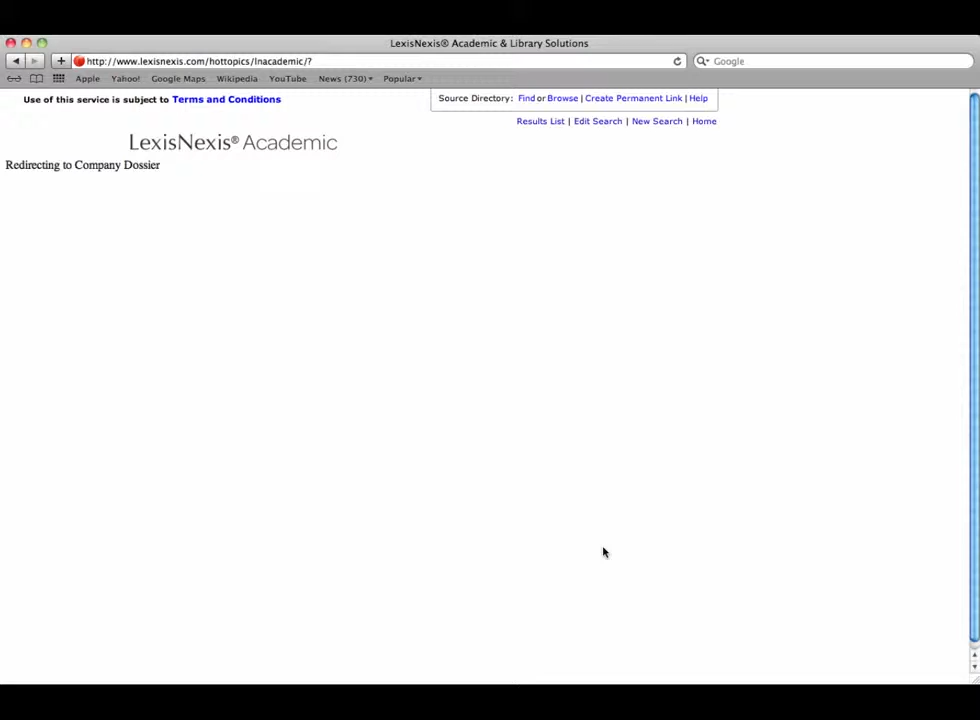 LexisNexis® Academic & Library Solutions
http://www.lexisnexis.com/hottopics/lnacademic/?
Google
Apple Yahoo! Google Maps Wikipedia YouTube News (730) Popular
Use of this service is subject to Terms and Conditions
Source Directory: Find or Browse | Create Permanent Link | Help
Results List | Edit Search | New Search | Home
LexisNexis® Academic
Redirecting to Company Dossier